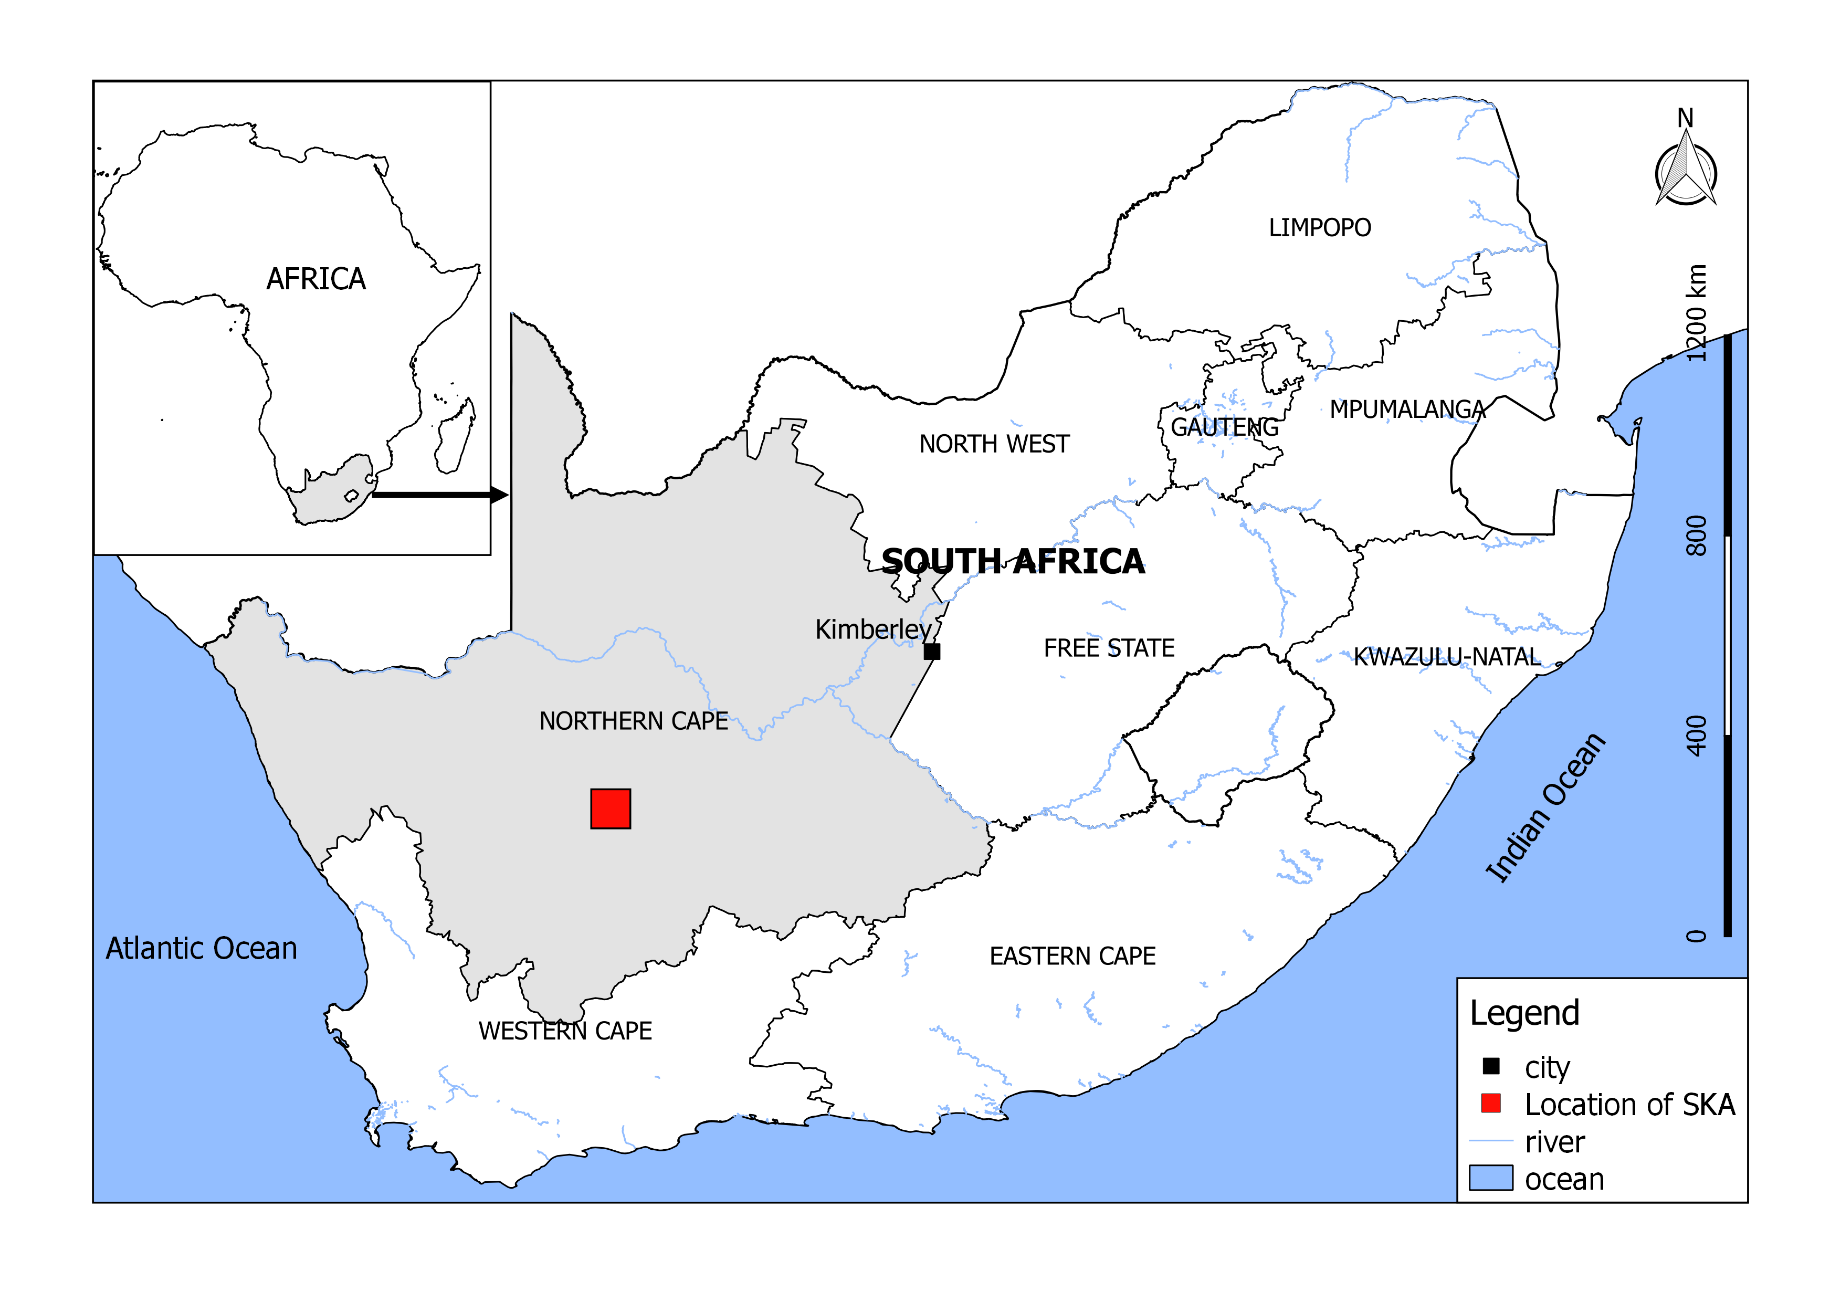 N
AFRICA
LIMPOPO
1200 km
MPUMALANGA
GAUTENG
NORTH WEST
800
SOUTH AFRICA
Kimberley
FREE STATE
KWAZULU-NATAL
NORTHERN CAPE
400
Indian Ocean
0
Atlantic Ocean
EASTERN CAPE
WESTERN CAPE
Legend
city
Location of SKA
river
ocean